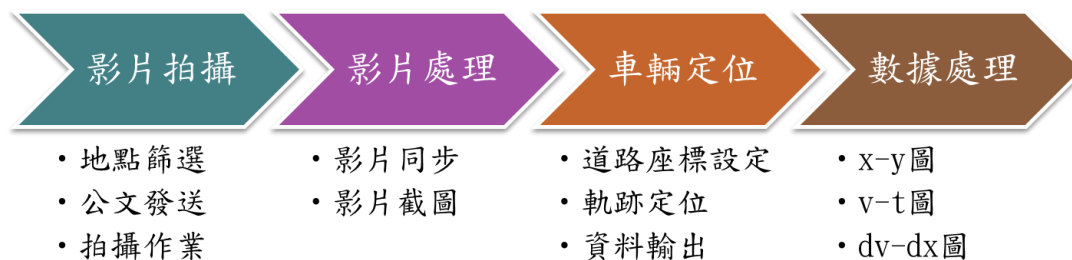 影片拍攝
・地點篩選
・公文發送
・拍攝作業
影片處理
・影片同步
・影片截圖
車輛定位
・道路座標設定
・軌跡定位
・資料輸出
數據處理
・x-y圖
・v-t圖
・dv-dx圖